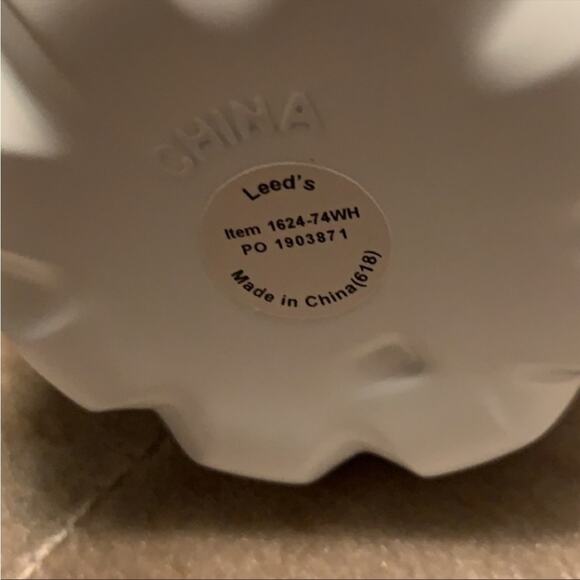 CHINA
Leed's
Item 1624-74WH
PO 1903871
Made in China(618)